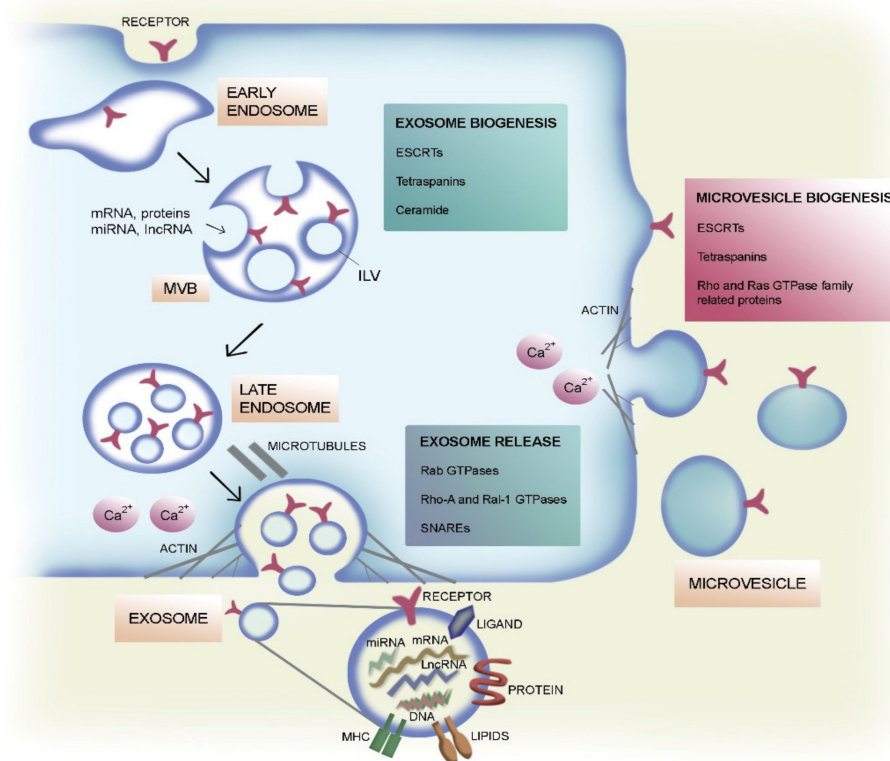 RECEPTOR
EARLY
ENDOSOME
EXOSOME BIOGENESIS
ESCRTs
Tetraspanins
Ceramide
mRNA, proteins
miRNA, lncRNA
ILV
MVB
MICROVESICLE BIOGENESIS
ESCRTs
Tetraspanins
Rho and Ras GTPase family
related proteins
ACTIN
Ca2+
Ca2+
LATE
ENDOSOME
MICROTUBULES
EXOSOME RELEASE
Rab GTPases
Rho-A and Ral-1 GTPases
SNAREs
Ca2+
Ca2+
ACTIN
MICROVESICLE
EXOSOME
RECEPTOR
LIGAND
miRNA
mRNA
LncRNA
PROTEIN
DNA
MHC
LIPIDS